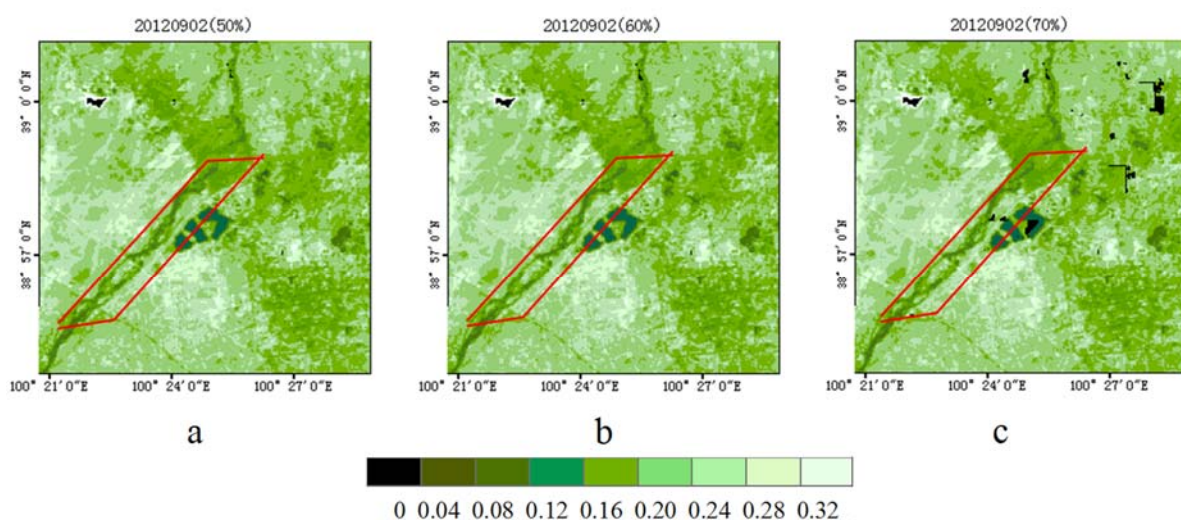 20120902(50%) 20120902(60%) 20120902(70%)
39° 0′ 0″N 39° 0′ 0″N 39° 0′ 0″N
38° 57′ 0″N 38° 57′ 0″N 38° 57′ 0″N
100° 21′ 0″E 100° 24′ 0″E 100° 27′ 0″E 100° 21′ 0″E 100° 24′ 0″E 100° 27′ 0″E 100° 21′ 0″E 100° 24′ 0″E 100° 27′ 0″E
a b c
0 0.04 0.08 0.12 0.16 0.20 0.24 0.28 0.32